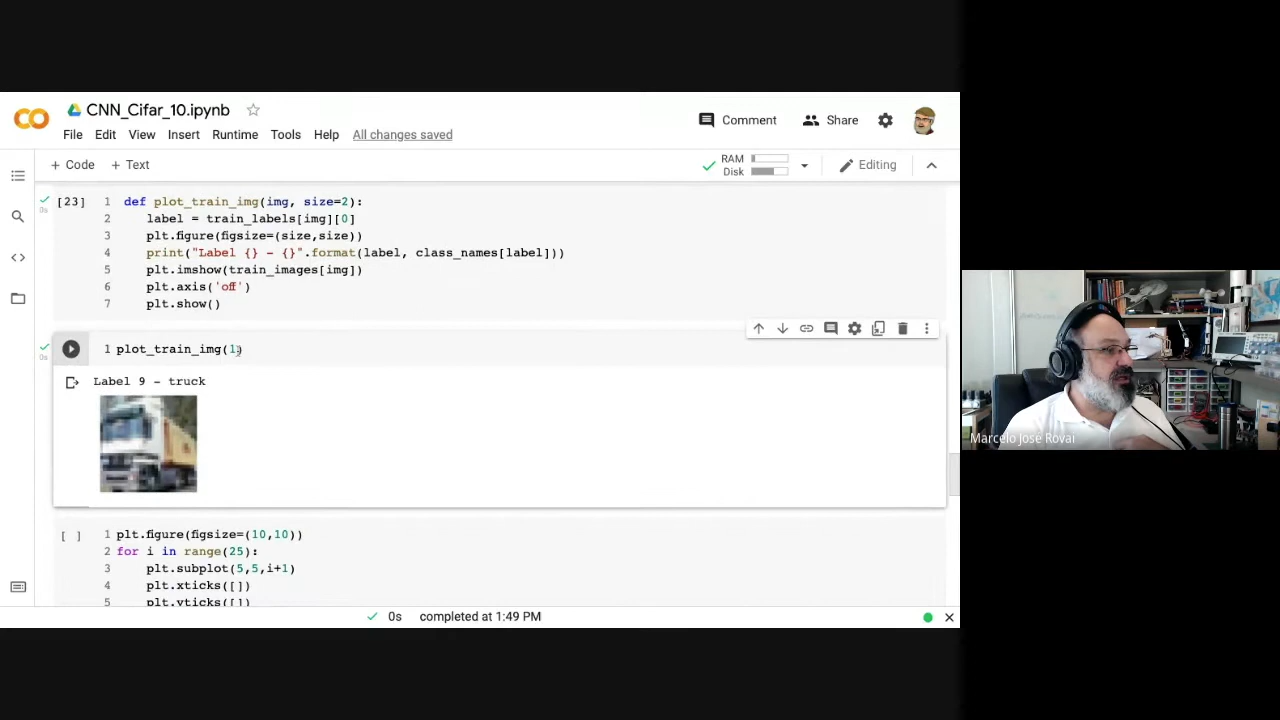 CNN_Cifar_10.ipynb
File Edit View Insert Runtime Tools Help All changes saved
Comment Share
+ Code + Text
RAM
Disk
Editing
[23]
0s
1 def plot_train_img(img, size=2):
2 label = train_labels[img][0]
3 plt.figure(figsize=(size,size))
4 print("Label {} - {}".format(label, class_names[label]))
5 plt.imshow(train_images[img])
6 plt.axis('off')
7 plt.show()
0s
1 plot_train_img(1)
Label 9 - truck
[ ]
1 plt.figure(figsize=(10,10))
2 for i in range(25):
3 plt.subplot(5,5,i+1)
4 plt.xticks([])
5 plt.yticks([])
0s completed at 1:49 PM
Marcelo José Rovai